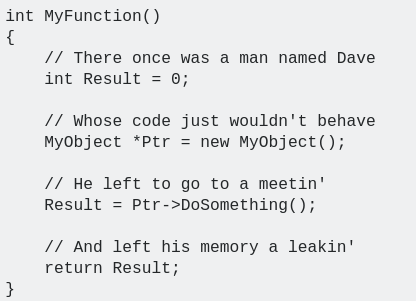 int MyFunction()
{
    // There once was a man named Dave
    int Result = 0;

    // Whose code just wouldn't behave
    MyObject *Ptr = new MyObject();

    // He left to go to a meetin'
    Result = Ptr->DoSomething();

    // And left his memory a leakin'
    return Result;
}